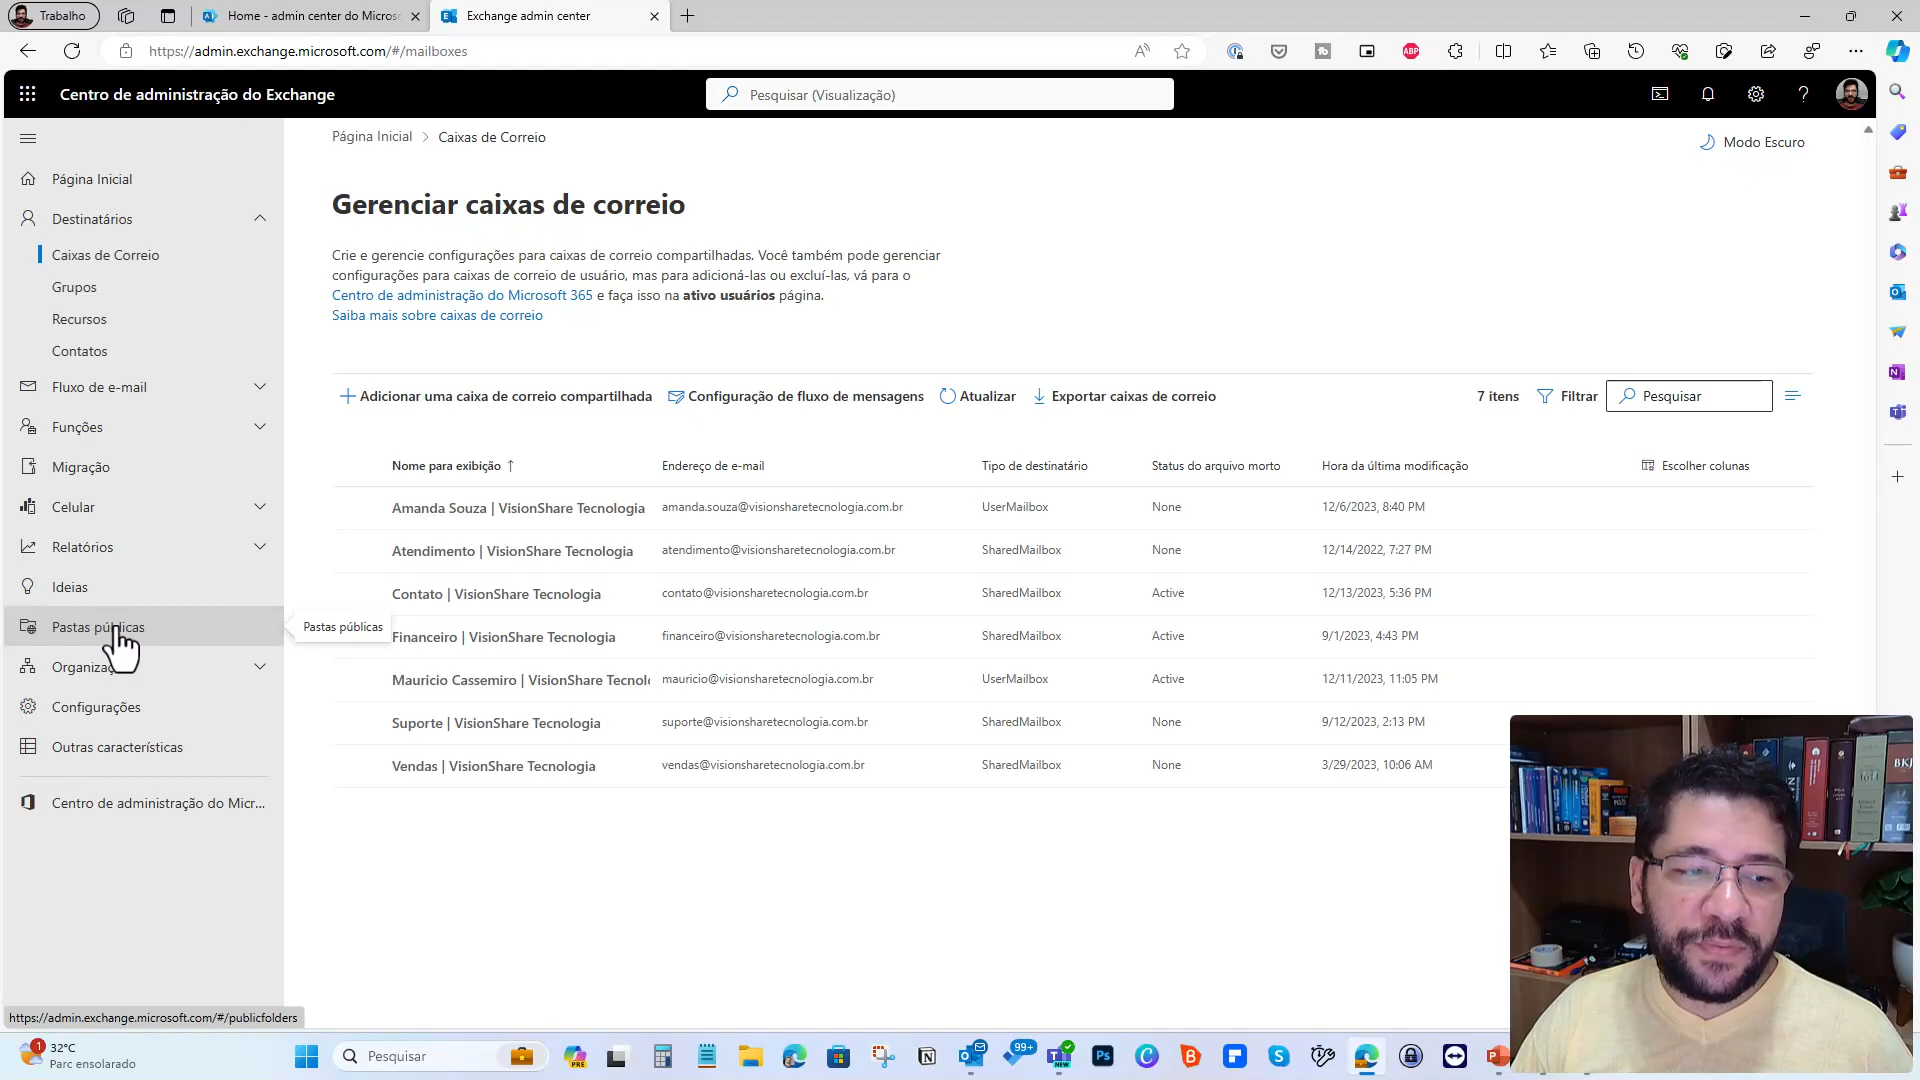 Trabalho
Home - admin center do Microsc
Exchange admin center
https://admin.exchange.microsoft.com/#/mailboxes
Centro de administração do Exchange
Pesquisar (Visualização)
Página Inicial > Caixas de Correio
Modo Escuro
Página Inicial
Destinatários
Caixas de Correio
Grupos
Recursos
Contatos
Fluxo de e-mail
Funções
Migração
Celular
Relatórios
Ideias
Pastas públicas
Organizaç
Configurações
Outras características
Centro de administração do Micr...
Pastas públicas
Gerenciar caixas de correio
Crie e gerencie configurações para caixas de correio compartilhadas. Você também pode gerenciar
configurações para caixas de correio de usuário, mas para adicioná-las ou excluí-las, vá para o
Centro de administração do Microsoft 365 e faça isso na ativo usuários página.
Saiba mais sobre caixas de correio
Adicionar uma caixa de correio compartilhada Configuração de fluxo de mensagens Atualizar Exportar caixas de correio 7 itens Filtrar Pesquisar
Nome para exibição ↑ Endereço de e-mail Tipo de destinatário Status do arquivo morto Hora da última modificação Escolher colunas
Amanda Souza | VisionShare Tecnologia amanda.souza@visionsharetecnologia.com.br UserMailbox None 12/6/2023, 8:40 PM
Atendimento | VisionShare Tecnologia atendimento@visionsharetecnologia.com.br SharedMailbox None 12/14/2022, 7:27 PM
Contato | VisionShare Tecnologia contato@visionsharetecnologia.com.br SharedMailbox Active 12/13/2023, 5:36 PM
Financeiro | VisionShare Tecnologia financeiro@visionsharetecnologia.com.br SharedMailbox Active 9/1/2023, 4:43 PM
Mauricio Cassemiro | VisionShare Tecnol mauricio@visionsharetecnologia.com.br UserMailbox Active 12/11/2023, 11:05 PM
Suporte | VisionShare Tecnologia suporte@visionsharetecnologia.com.br SharedMailbox None 9/12/2023, 2:13 PM
Vendas | VisionShare Tecnologia vendas@visionsharetecnologia.com.br SharedMailbox None 3/29/2023, 10:06 AM
https://admin.exchange.microsoft.com/#/publicfolders
1
32°C
Parc ensolarado
Pesquisar
PRE
99+
NEW
Ps
ABP
BKJ